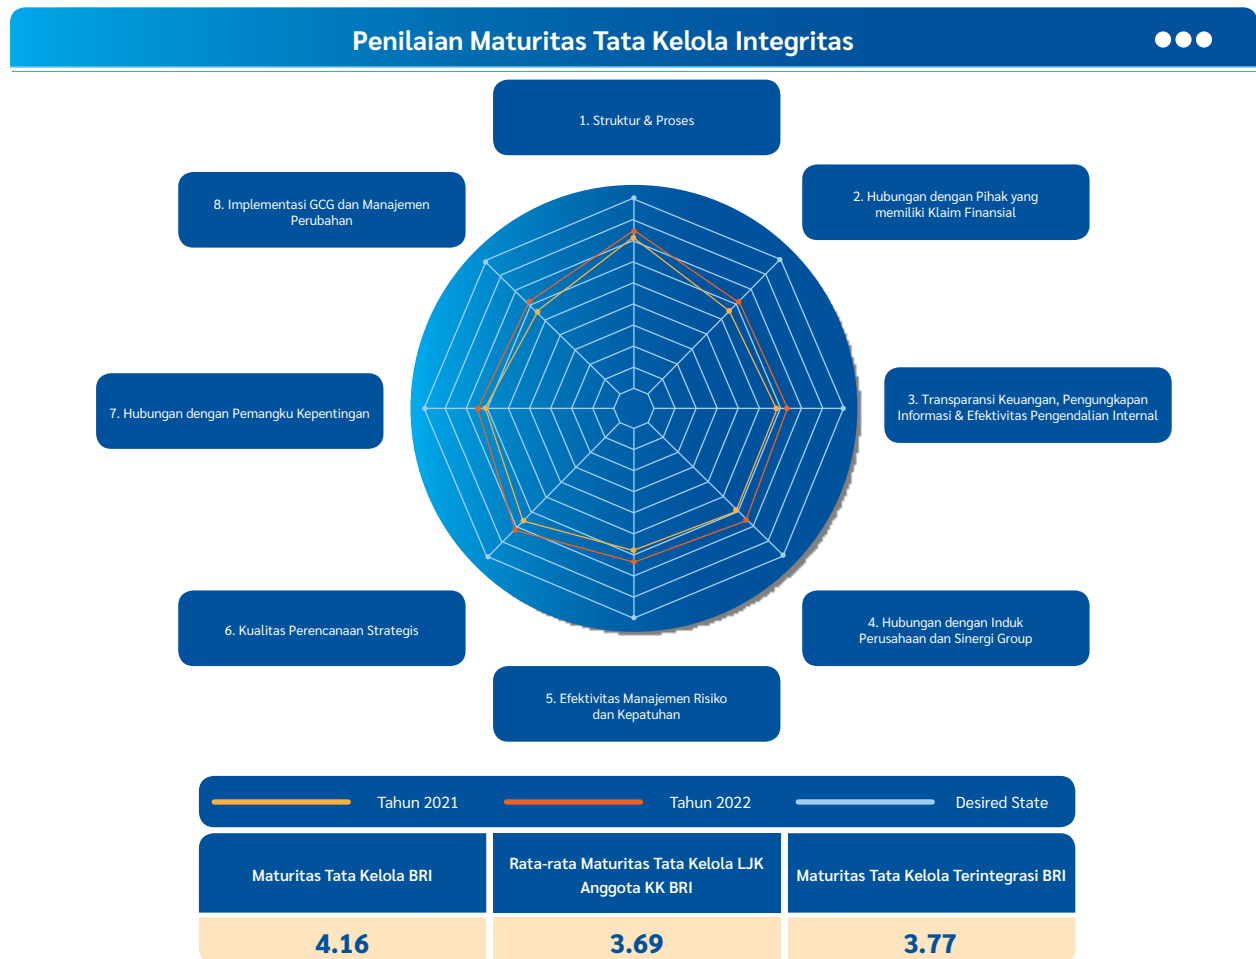 Penilaian Maturitas Tata Kelola Integritas
1. Struktur & Proses
2. Hubungan dengan Pihak yang
memiliki Klaim Finansial
8. Implementasi GCG dan Manajemen
Perubahan
3. Transparasi Keuangan, Pengungkapan
Informasi & Efektivitas Pengendalian Internal
7. Hubungan dengan Pemangku Kepentingan
4. Hubungan dengan Induk
Perusahaan dan Sinergi Group
6. Kualitas Perencanaan Strategis
5. Efektivitas Manajemen Risiko
dan Kepatuhan
Tahun 2021
Tahun 2022
Desired State
Maturitas Tata Kelola BRI
Rata-rata Maturitas Tata Kelola LJK
Anggota KK BRI
Maturitas Tata Kelola Terintegrasi BRI
4.16
3.69
3.77